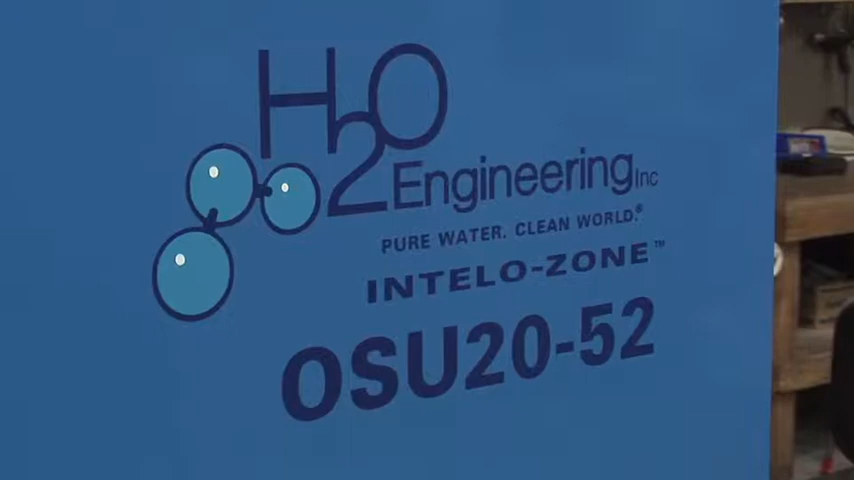 H2O
Engineering Inc
PURE WATER. CLEAN WORLD.®
INTELO-ZONE™
OSU20-52